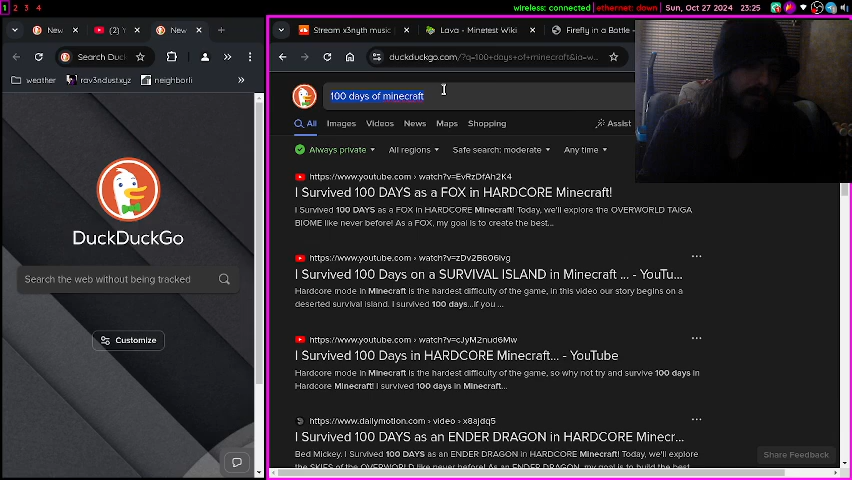 1 2 3 4
wireless: connected | ethernet: down | Sun, Oct 27 2024 23:25
New
(2) Y
New
Stream x3nyth music
Lava - Minetest Wiki
Firefly in a Bottle -
Search Duck
duckduckgo.com/?q=100+days+of+minecraft&ia=w...
weather
rav3ndust.xyz
neighborli
100 days of minecraft
All
Images
Videos
News
Maps
Shopping
Assist
Always private
All regions
Safe search: moderate
Any time
https://www.youtube.com › watch?v=EvRzDfAh2K4
I Survived 100 DAYS as a FOX in HARDCORE Minecraft!
I Survived 100 DAYS as a FOX in HARDCORE Minecraft! Today, we'll explore the OVERWORLD TAIGA
BIOME like never before! As a FOX, my goal is to create the best...
DuckDuckGo
Search the web without being tracked
Customize
https://www.youtube.com › watch?v=zDv2B606lvg
I Survived 100 Days on a SURVIVAL ISLAND in Minecraft ... - YouTu...
Hardcore mode in Minecraft is the hardest difficulty of the game, in this video our story begins on a
deserted survival island. I survived 100 days...if you ...
https://www.youtube.com › watch?v=cJyM2nud6Mw
I Survived 100 Days in HARDCORE Minecraft... - YouTube
Hardcore mode in Minecraft is the hardest difficulty of the game, so why not try and survive 100 days in
Hardcore Minecraft! I survived 100 days in Minecraft...
https://www.dailymotion.com › video › x8ajdq5
I Survived 100 DAYS as an ENDER DRAGON in HARDCORE Minecr...
Bed Mickey. I Survived 100 DAYS as an ENDER DRAGON in HARDCORE Minecraft! Today, we'll explore
the SKIES of the OVERWORLD like never before! As an ENDER DRAGON, my goal is to build the best
Share Feedback